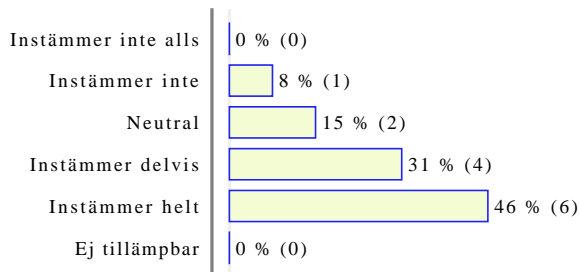 Instämmer inte alls 0 % (0)
Instämmer inte 8 % (1)
Neutral 15 % (2)
Instämmer delvis 31 % (4)
Instämmer helt 46 % (6)
Ej tillämpbar 0 % (0)